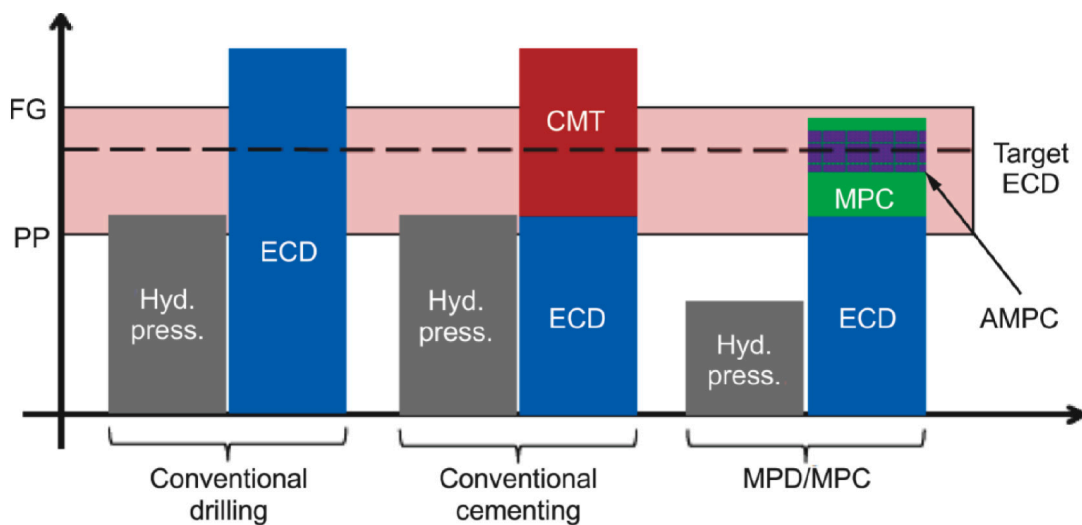 FG
PP
Hyd.
press.
ECD
Hyd.
press.
CMT
ECD
Hyd.
press.
MPC
ECD
Target
ECD
AMPC
Conventional
drilling
Conventional
cementing
MPD/MPC